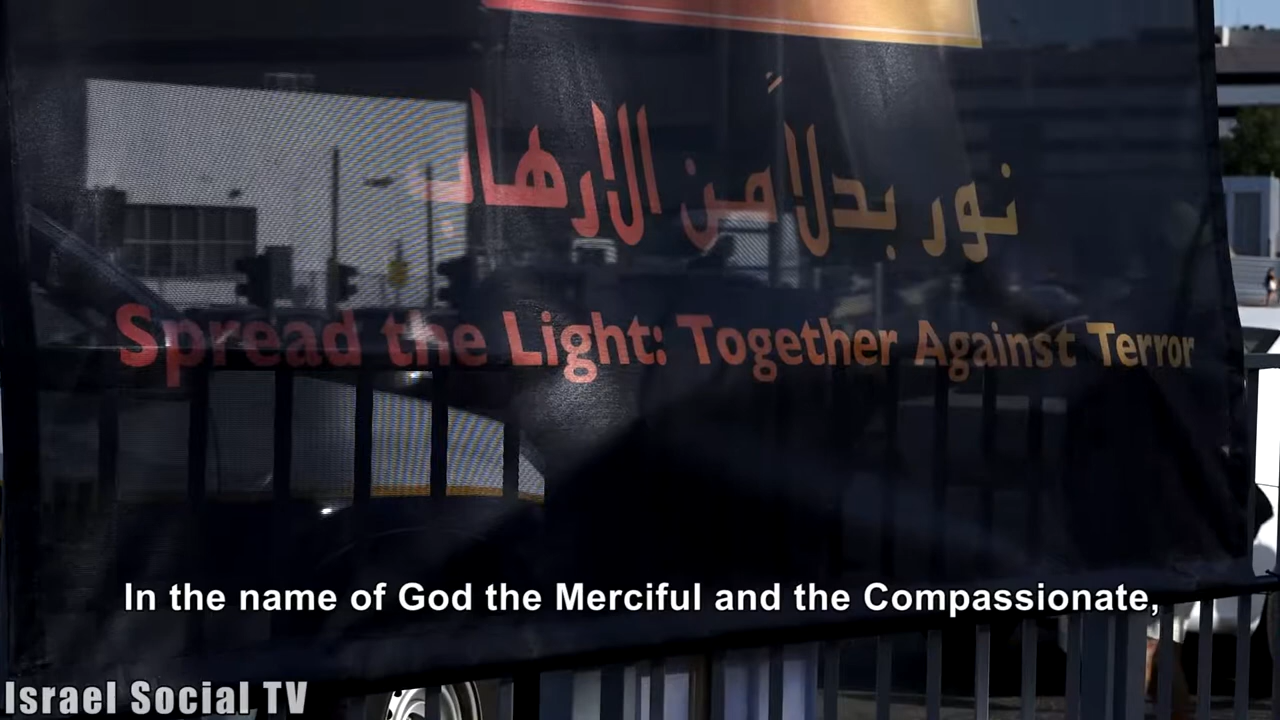 نور بدلاً من الارهاب
Spread the Light: Together Against Terror
In the name of God the Merciful and the Compassionate,
Israel Social TV